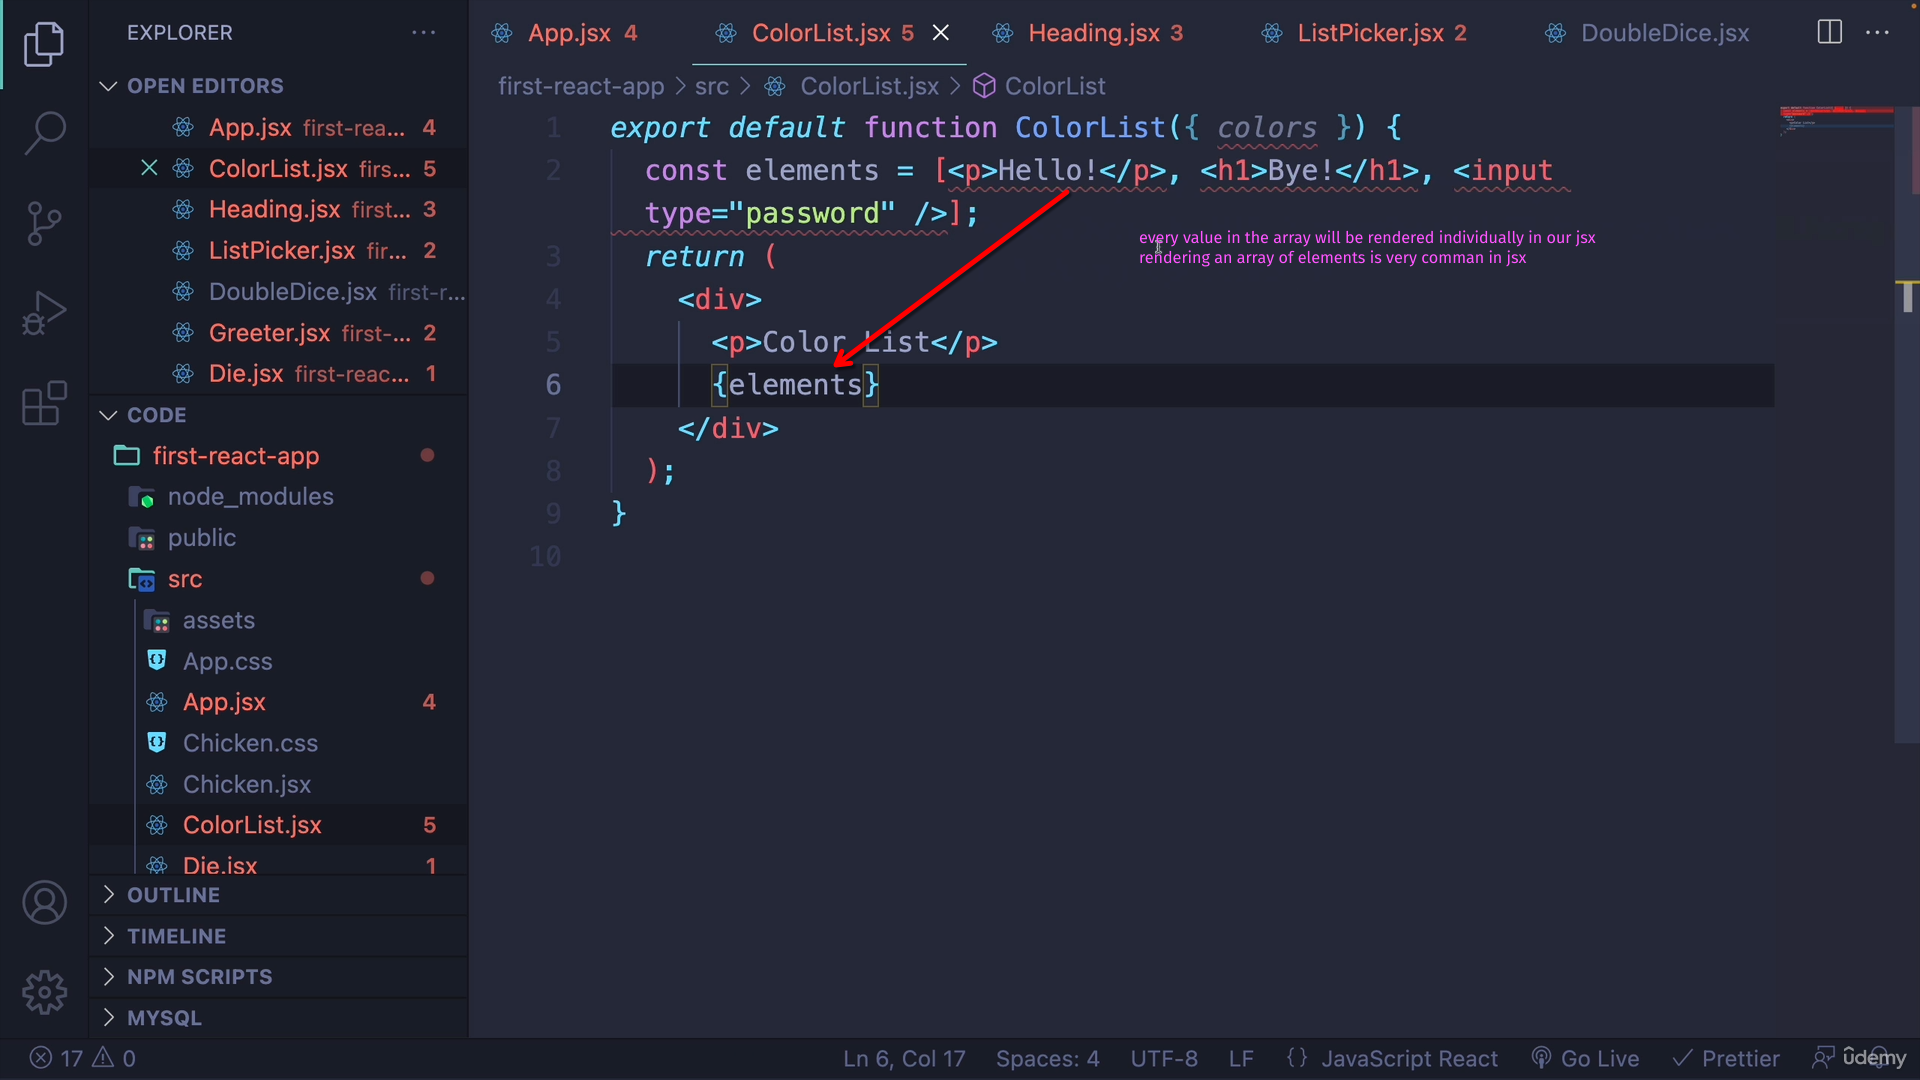 EXPLORER
OPEN EDITORS
App.jsx first-rea... 4
ColorList.jsx firs... 5
Heading.jsx first... 3
ListPicker.jsx fir... 2
DoubleDice.jsx first-r...
Greeter.jsx first-... 2
Die.jsx first-reac... 1
CODE
first-react-app
node_modules
public
src
assets
App.css
App.jsx 4
Chicken.css
Chicken.jsx
ColorList.jsx 5
Die.jsx 1
OUTLINE
TIMELINE
NPM SCRIPTS
MYSQL
App.jsx 4
ColorList.jsx 5
Heading.jsx 3
ListPicker.jsx 2
DoubleDice.jsx
first-react-app > src > ColorList.jsx > ColorList
1 export default function ColorList({ colors }) {
2 const elements = [<p>Hello!</p>, <h1>Bye!</h1>, <input
type="password" />];
every value in the array will be rendered individually in our jsx
rendering an array of elements is very comman in jsx
3 return (
4 <div>
5 <p>Color List</p>
6 {elements}
7 </div>
8 );
9 }
10
17 0
Ln 6, Col 17 Spaces: 4 UTF-8 LF {} JavaScript React Go Live Prettier
ûdemy